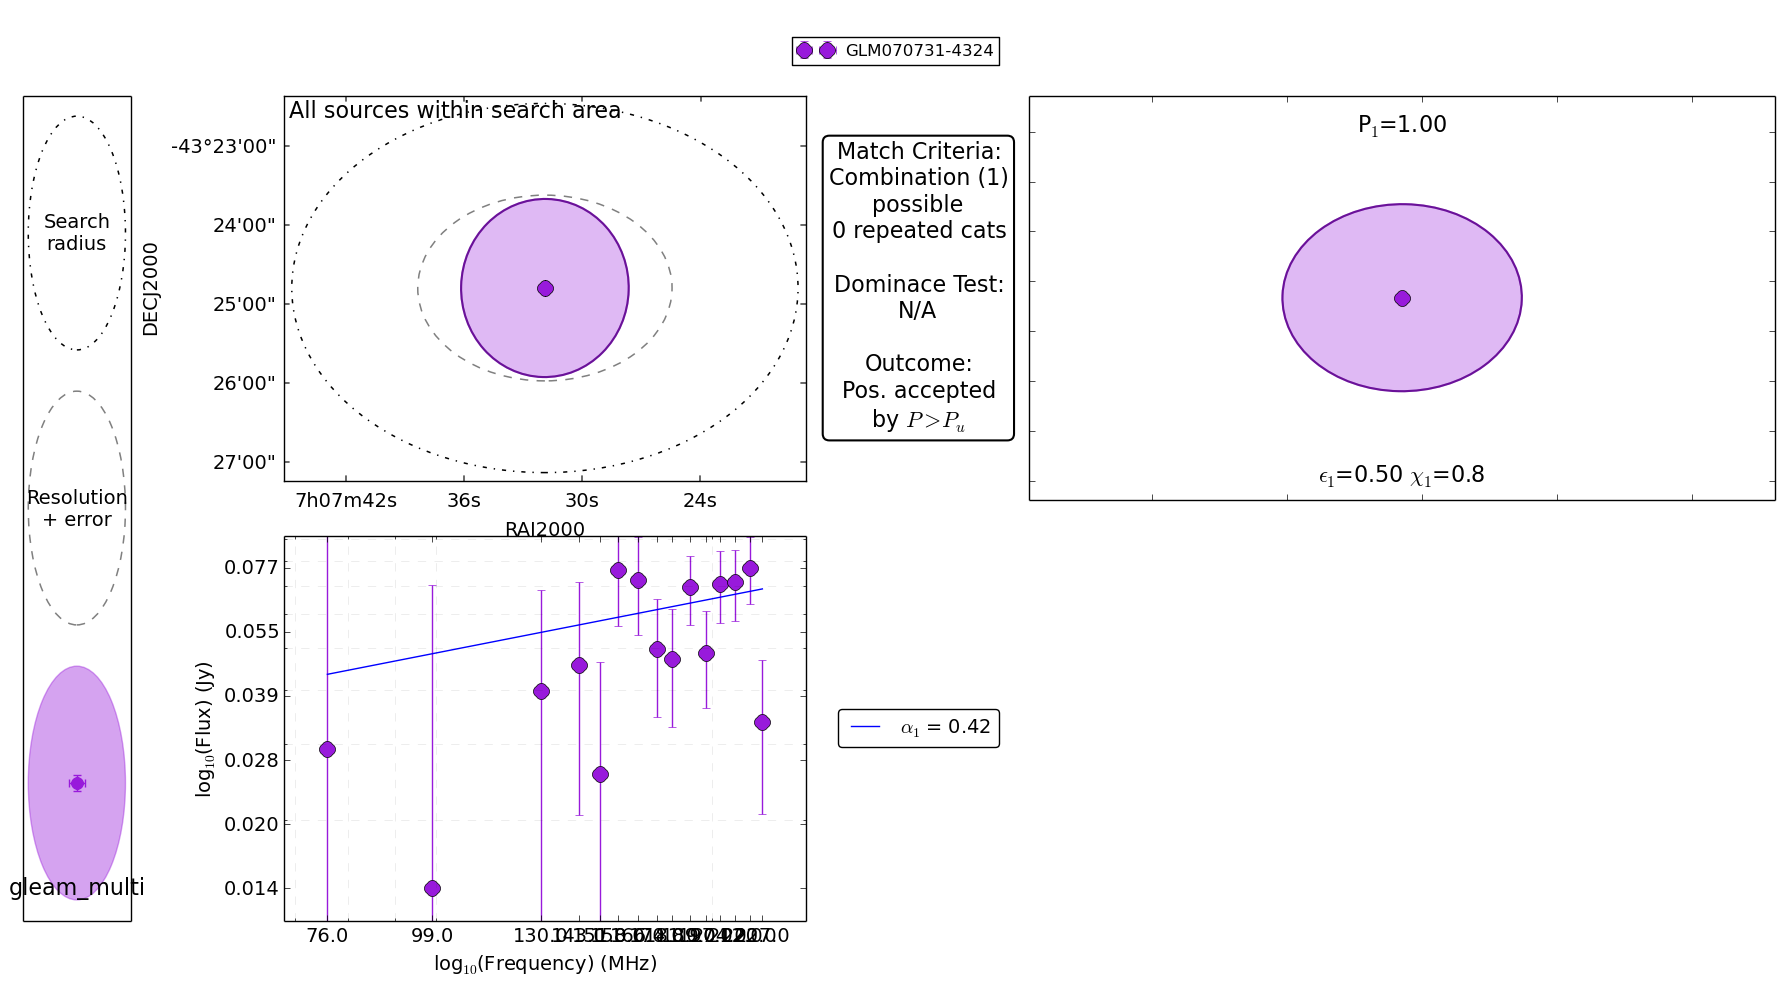 GLM070731-4324
Search
radius
Resolution
+ error
gleam_multi
All sources within search area
DECJ2000
-43°23'00"
24'00"
25'00"
26'00"
27'00"
7h07m42s 36s 30s 24s
RAJ2000
Match Criteria:
Combination (1)
possible
0 repeated cats
Dominace Test:
N/A
Outcome:
Pos. accepted
by P>Pu
P1=1.00
ϵ1=0.50 χ1=0.8
log10(Flux) (Jy)
0.077
0.055
0.039
0.028
0.020
0.014
76.0 99.0
log10(Frequency) (MHz)
α1 = 0.42